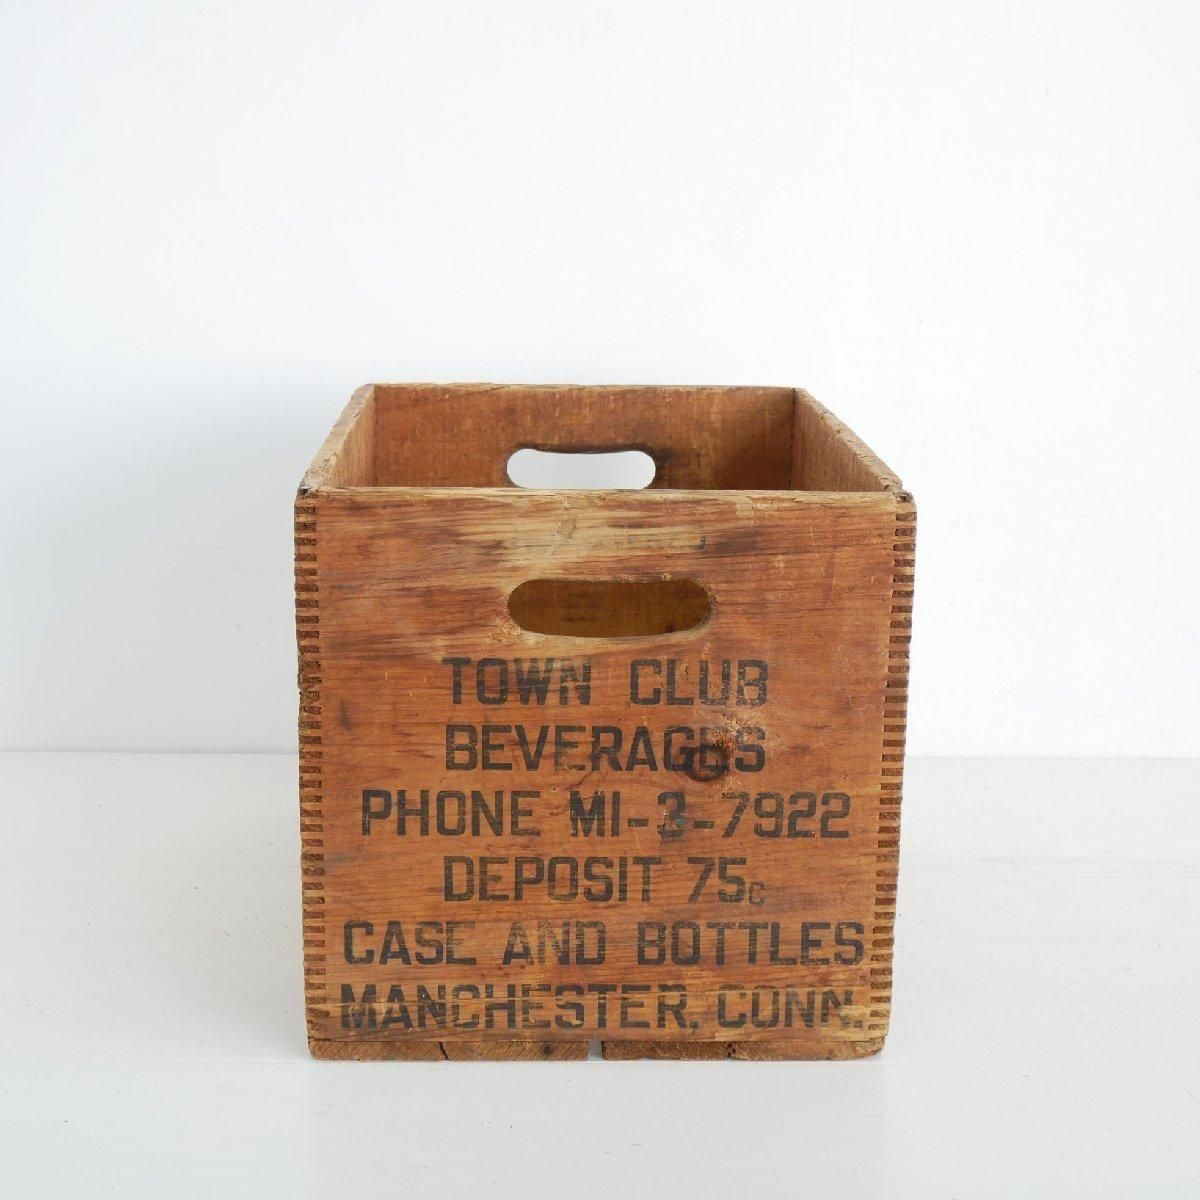 TOWN CLUB
BEVERAGES
PHONE MI-3-7922
DEPOSIT 75c
CASE AND BOTTLES
MANCHESTER, CONN.